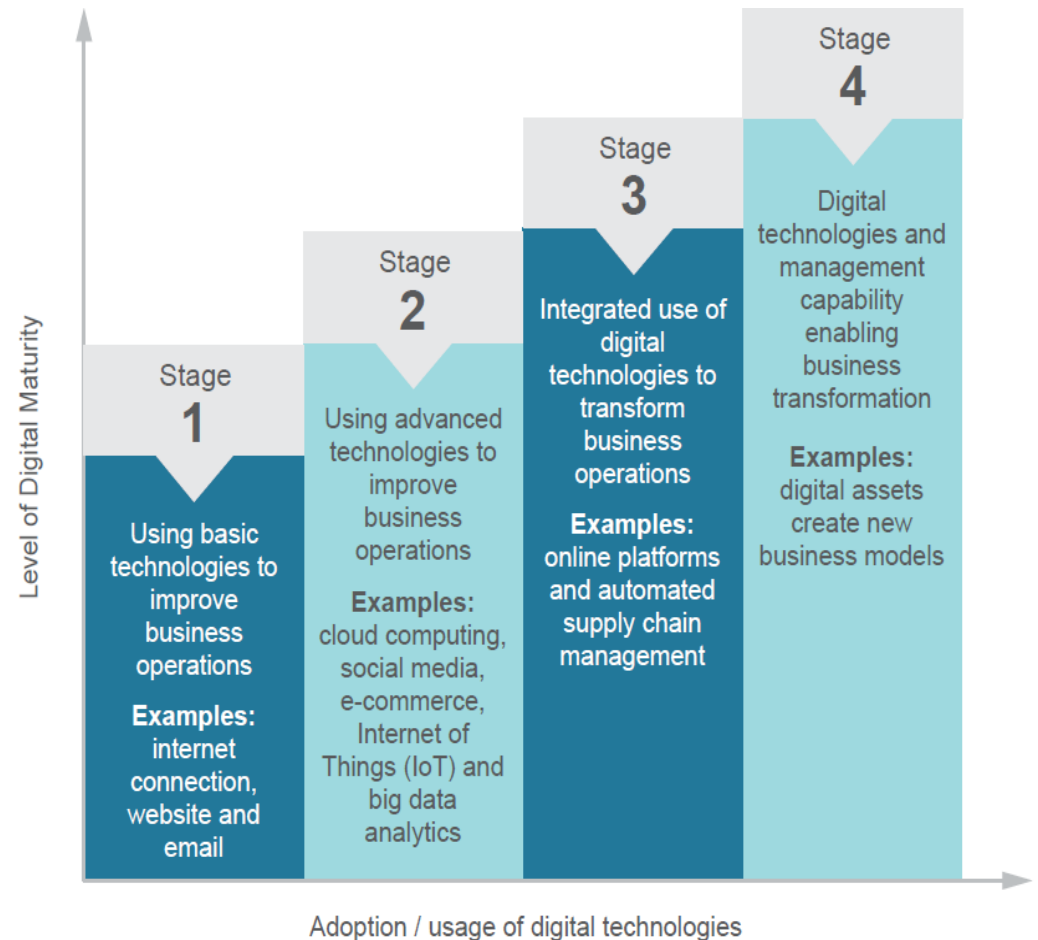 Level of Digital Maturity
Stage
1
Using basic
technologies to
improve
business
operations
Examples:
internet
connection,
website and
email
Stage
2
Using advanced
technologies to
improve
business
operations
Examples:
cloud computing,
social media,
e-commerce,
Internet of
Things (IoT) and
big data
analytics
Stage
3
Integrated use of
digital
technologies to
transform
business
operations
Examples:
online platforms
and automated
supply chain
management
Stage
4
Digital
technologies and
management
capability
enabling
business
transformation
Examples:
digital assets
create new
business models
Adoption / usage of digital technologies